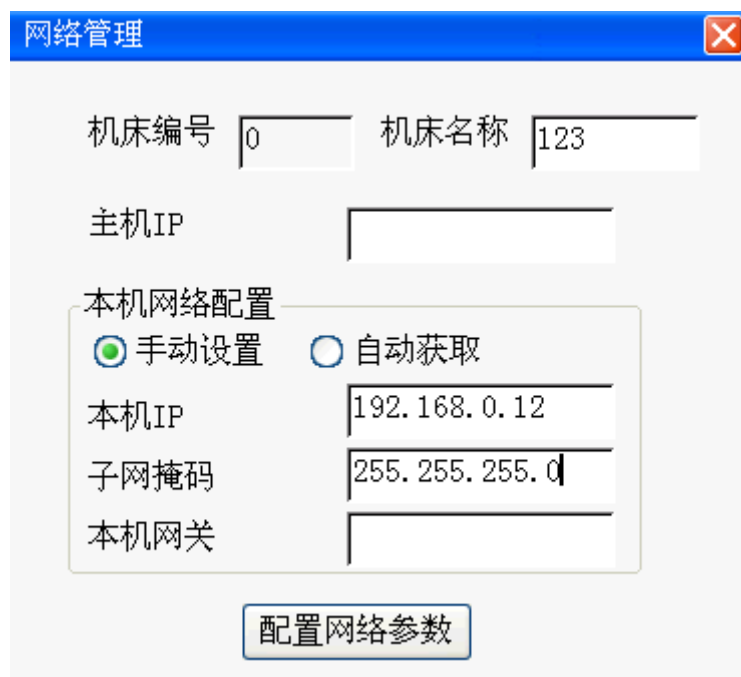 网络管理
机床编号 0 机床名称 123
主机IP
本机网络配置
手动设置 自动获取
本机IP 192.168.0.12
子网掩码 255.255.255.0
本机网关
配置网络参数